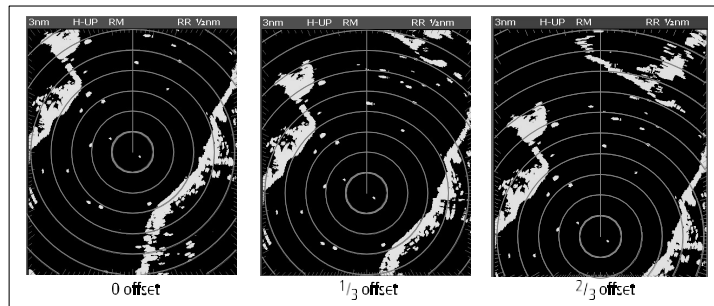 3nm H-UP RM RR ½nm
3nm H-UP RM RR ½nm
3nm H-UP RM RR ½nm
0 offset
1/3 offset
2/3 offset